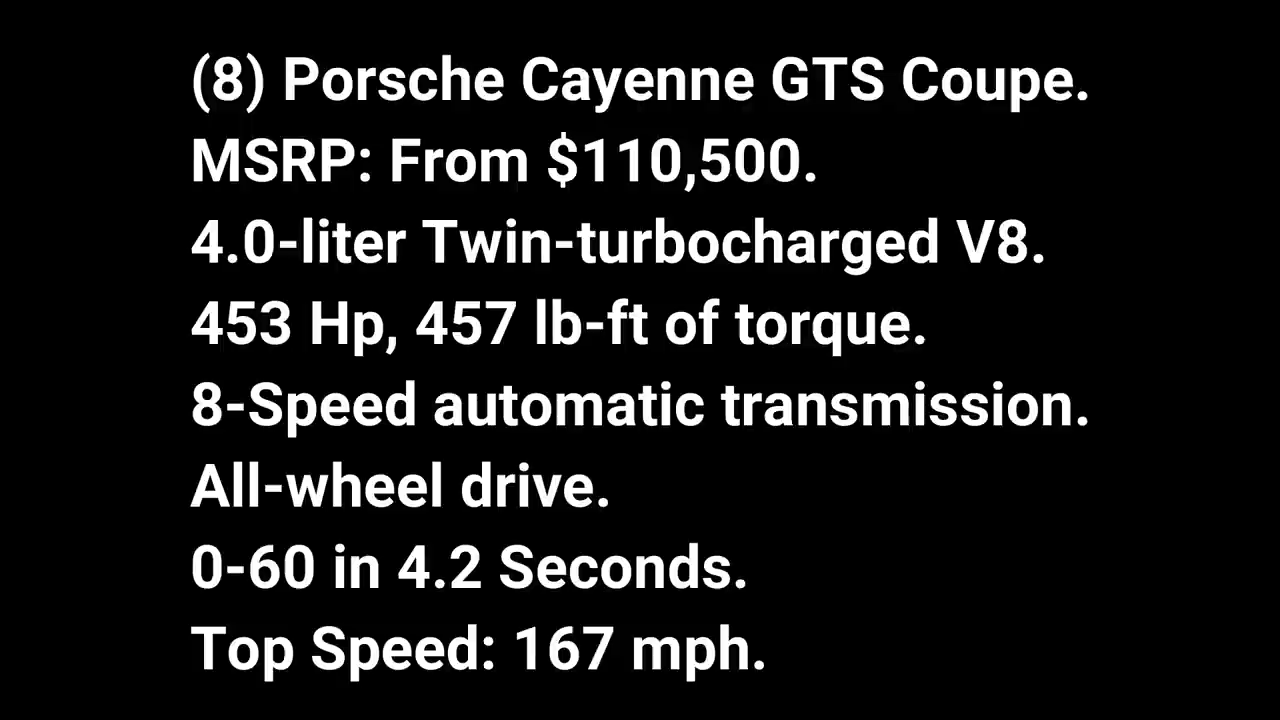 (8) Porsche Cayenne GTS Coupe.
MSRP: From $110,500.
4.0-liter Twin-turbocharged V8.
453 Hp, 457 lb-ft of torque.
8-Speed automatic transmission.
All-wheel drive.
0-60 in 4.2 Seconds.
Top Speed: 167 mph.